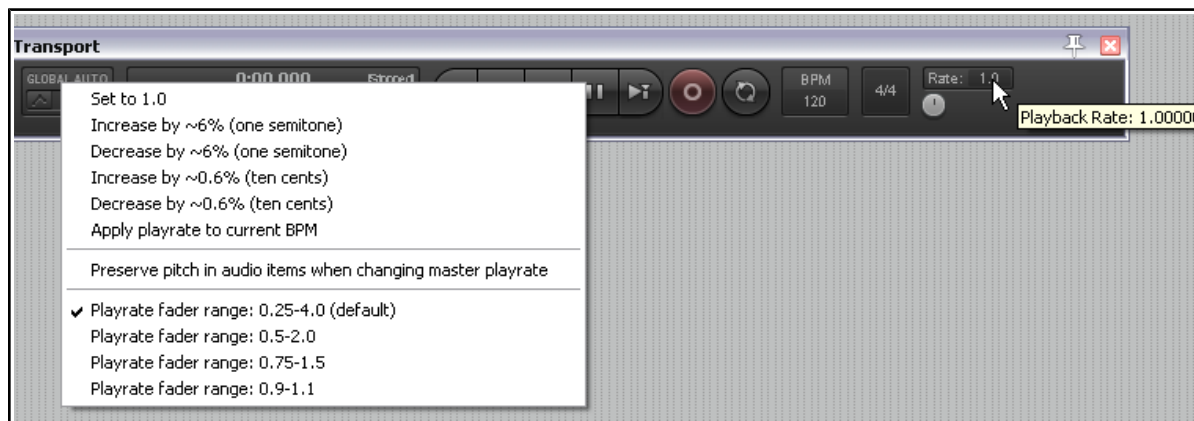 Transport
GLOBAL AUTO
0:00.000
Stopped
BPM
120
4/4
Rate: 1.0
Playback Rate: 1.0000
Set to 1.0
Increase by ~6% (one semitone)
Decrease by ~6% (one semitone)
Increase by ~0.6% (ten cents)
Decrease by ~0.6% (ten cents)
Apply playrate to current BPM
Preserve pitch in audio items when changing master playrate
Playrate fader range: 0.25-4.0 (default)
Playrate fader range: 0.5-2.0
Playrate fader range: 0.75-1.5
Playrate fader range: 0.9-1.1